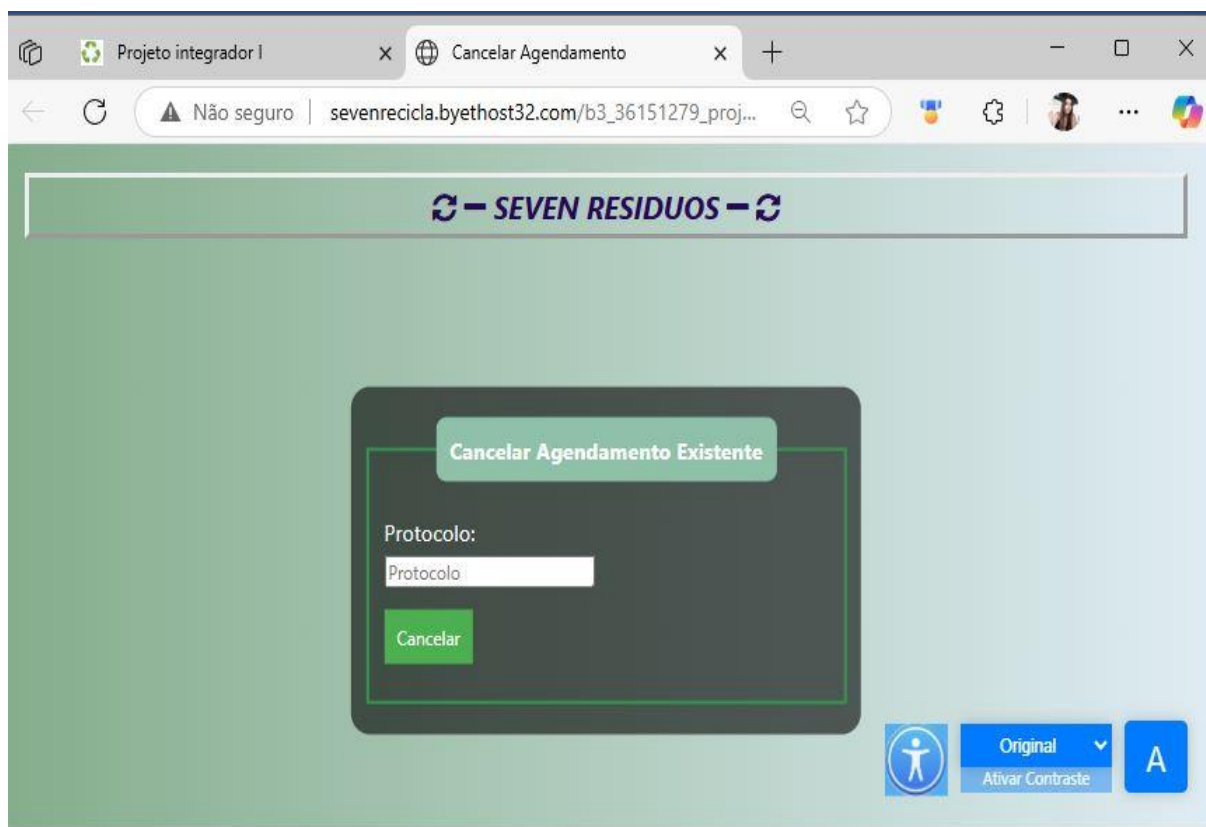 Projeto integrador I
Cancelar Agendamento
Não seguro
sevenrecicla.byethost32.com/b3_36151279_proj...
SEVEN RESIDUOS
Cancelar Agendamento Existente
Protocolo:
Protocolo
Cancelar
Original
Ativar Contraste
A